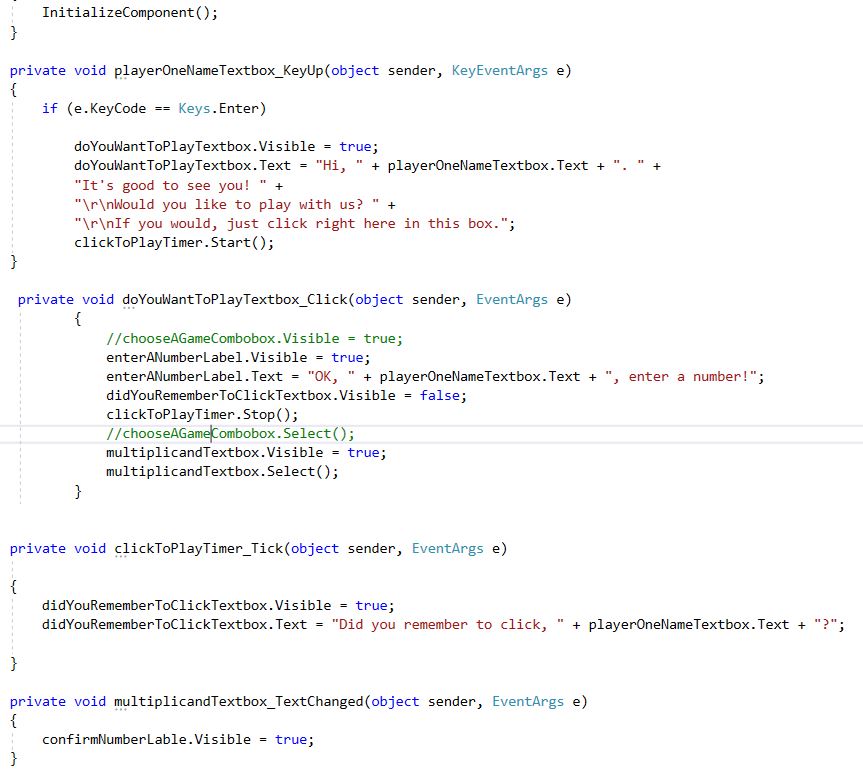 InitializeComponent();
}
private void playerOneNameTextbox_KeyUp(object sender, KeyEventArgs e)
{
if (e.KeyCode == Keys.Enter)
doYouWantToPlayTextbox.Visible = true;
doYouWantToPlayTextbox.Text = "Hi, " + playerOneNameTextbox.Text + ". " +
"It's good to see you! " +
"\r\nWould you like to play with us? " +
"\r\nIf you would, just click right here in this box.";
clickToPlayTimer.Start();
}
private void doYouWantToPlayTextbox_Click(object sender, EventArgs e)
{
//chooseAGameCombobox.Visible = true;
enterANumberLabel.Visible = true;
enterANumberLabel.Text = "OK, " + playerOneNameTextbox.Text + ", enter a number!";
didYouRememberToClickTextbox.Visible = false;
clickToPlayTimer.Stop();
//chooseAGameCombobox.Select();
multiplicandTextbox.Visible = true;
multiplicandTextbox.Select();
}
private void clickToPlayTimer_Tick(object sender, EventArgs e)
{
didYouRememberToClickTextbox.Visible = true;
didYouRememberToClickTextbox.Text = "Did you remember to click, " + playerOneNameTextbox.Text + "?";
}
private void multiplicandTextbox_TextChanged(object sender, EventArgs e)
{
confirmNumberLable.Visible = true;
}